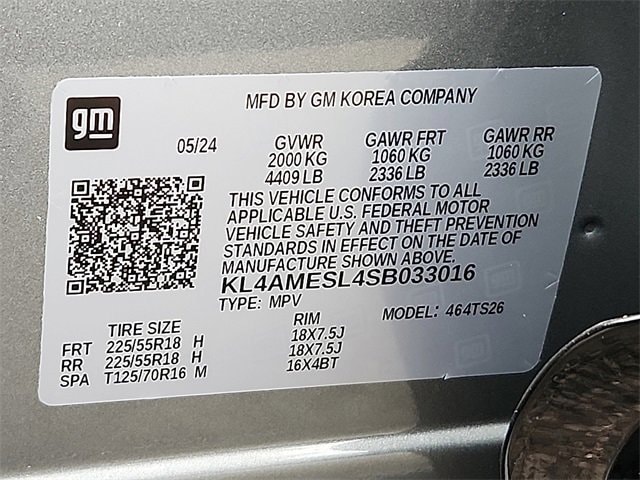 gm
MFD BY GM KOREA COMPANY
05/24 GVWR GAWR FRT GAWR RR
2000 KG 1060 KG 1060 KG
4409 LB 2336 LB 2336 LB
THIS VEHICLE CONFORMS TO ALL
APPLICABLE U.S. FEDERAL MOTOR
VEHICLE SAFETY AND THEFT PREVENTION
STANDARDS IN EFFECT ON THE DATE OF
MANUFACTURE SHOWN ABOVE.
KL4AMESL4SB033016
TYPE: MPV MODEL: 464TS26
TIRE SIZE RIM
FRT 225/55R18 H 18X7.5J
RR 225/55R18 H 18X7.5J
SPA T125/70R16 M 16X4BT